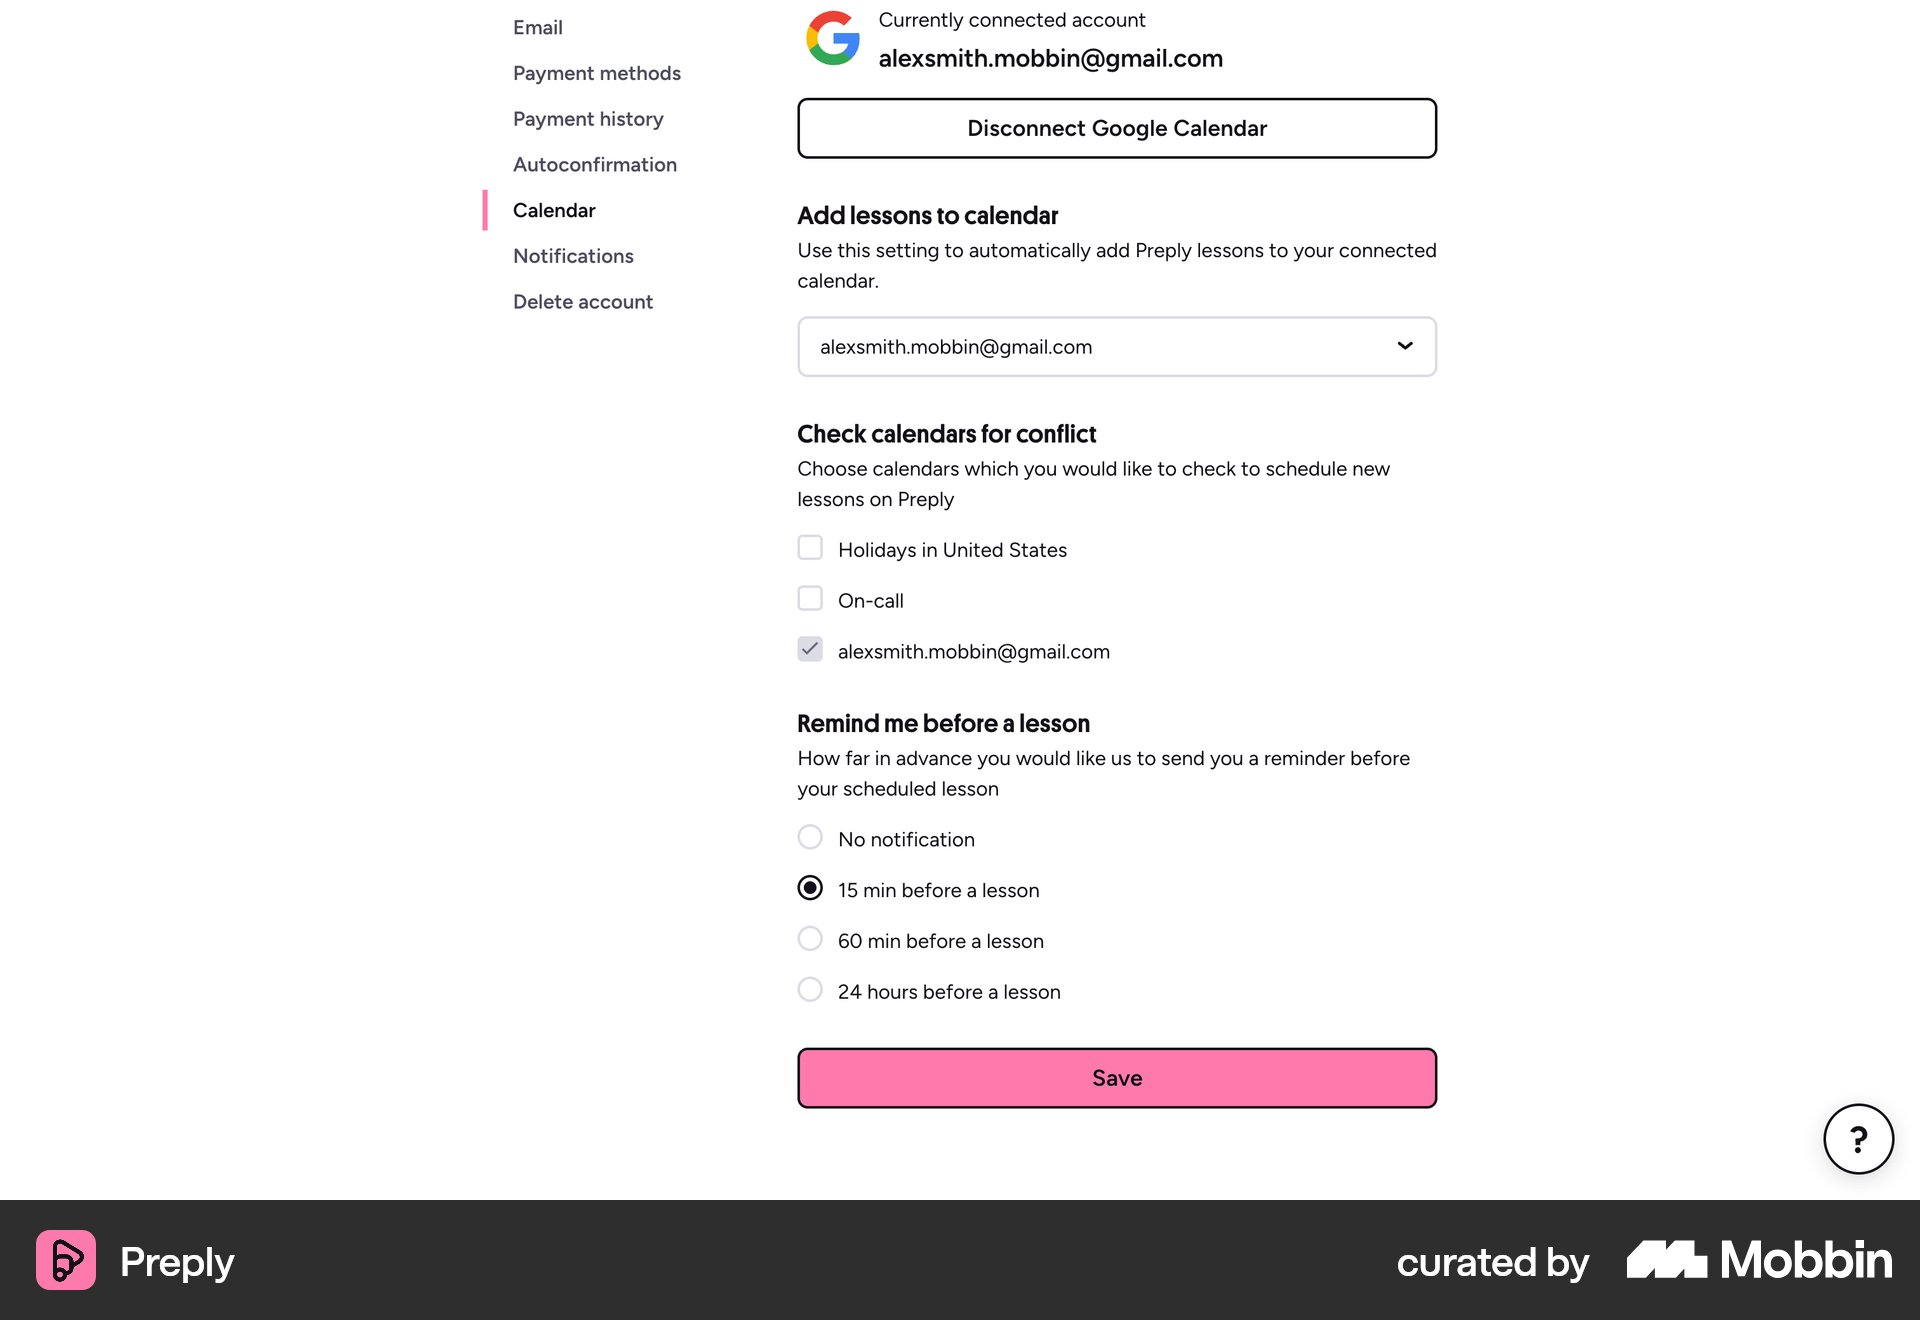 Email
Payment methods
Payment history
Autoconfirmation
Calendar
Notifications
Delete account
Currently connected account
alexsmith.mobbin@gmail.com
Disconnect Google Calendar
Add lessons to calendar
Use this setting to automatically add Preply lessons to your connected
calendar.
alexsmith.mobbin@gmail.com
Check calendars for conflict
Choose calendars which you would like to check to schedule new
lessons on Preply
Holidays in United States
On-call
alexsmith.mobbin@gmail.com
Remind me before a lesson
How far in advance you would like us to send you a reminder before
your scheduled lesson
No notification
15 min before a lesson
60 min before a lesson
24 hours before a lesson
Save
?
Preply
curated by Mobbin